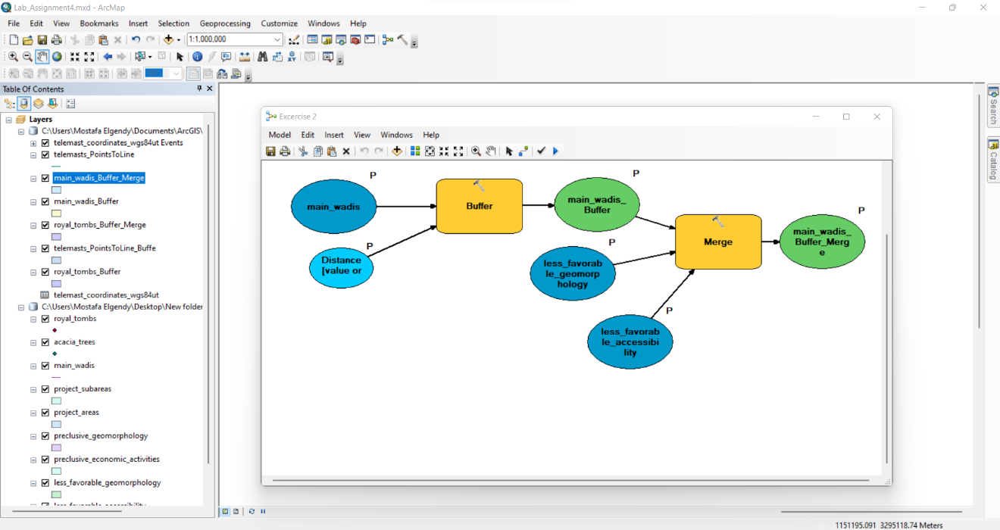 Lab_Assignment4.mxd - ArcMap
File Edit View Bookmarks Insert Selection Geoprocessing Customize Windows Help
1:1,000,000
Table Of Contents
Layers
C:\Users\Mostafa Elgendy\Documents\ArcGIS\
telemast_coordinates_wgs84ut Events
telemasts_PointsToLine
main_wadis_Buffer_Merge
main_wadis_Buffer
royal_tombs_Buffer_Merge
telemasts_PointsToLine_Buffe
royal_tombs_Buffer
telemast_coordinates_wgs84ut
C:\Users\Mostafa Elgendy\Desktop\New folder
royal_tombs
acacia_trees
main_wadis
project_subareas
project_areas
preclusive_geomorphology
preclusive_economic_activities
less_favorable_geomorphology
less_favorable_accessibility
Excercise 2
Model Edit Insert View Windows Help
P
main_wadis
P
Distance
[value or
Buffer
P
main_wadis_
Buffer
P
less_favorab
le_geomorp
hology
P
less_favorab
le_accessibi
lity
Merge
P
main_wadis_
Buffer_Merg
e
Search
Catalog
1151195.091 3295118.74 Meters